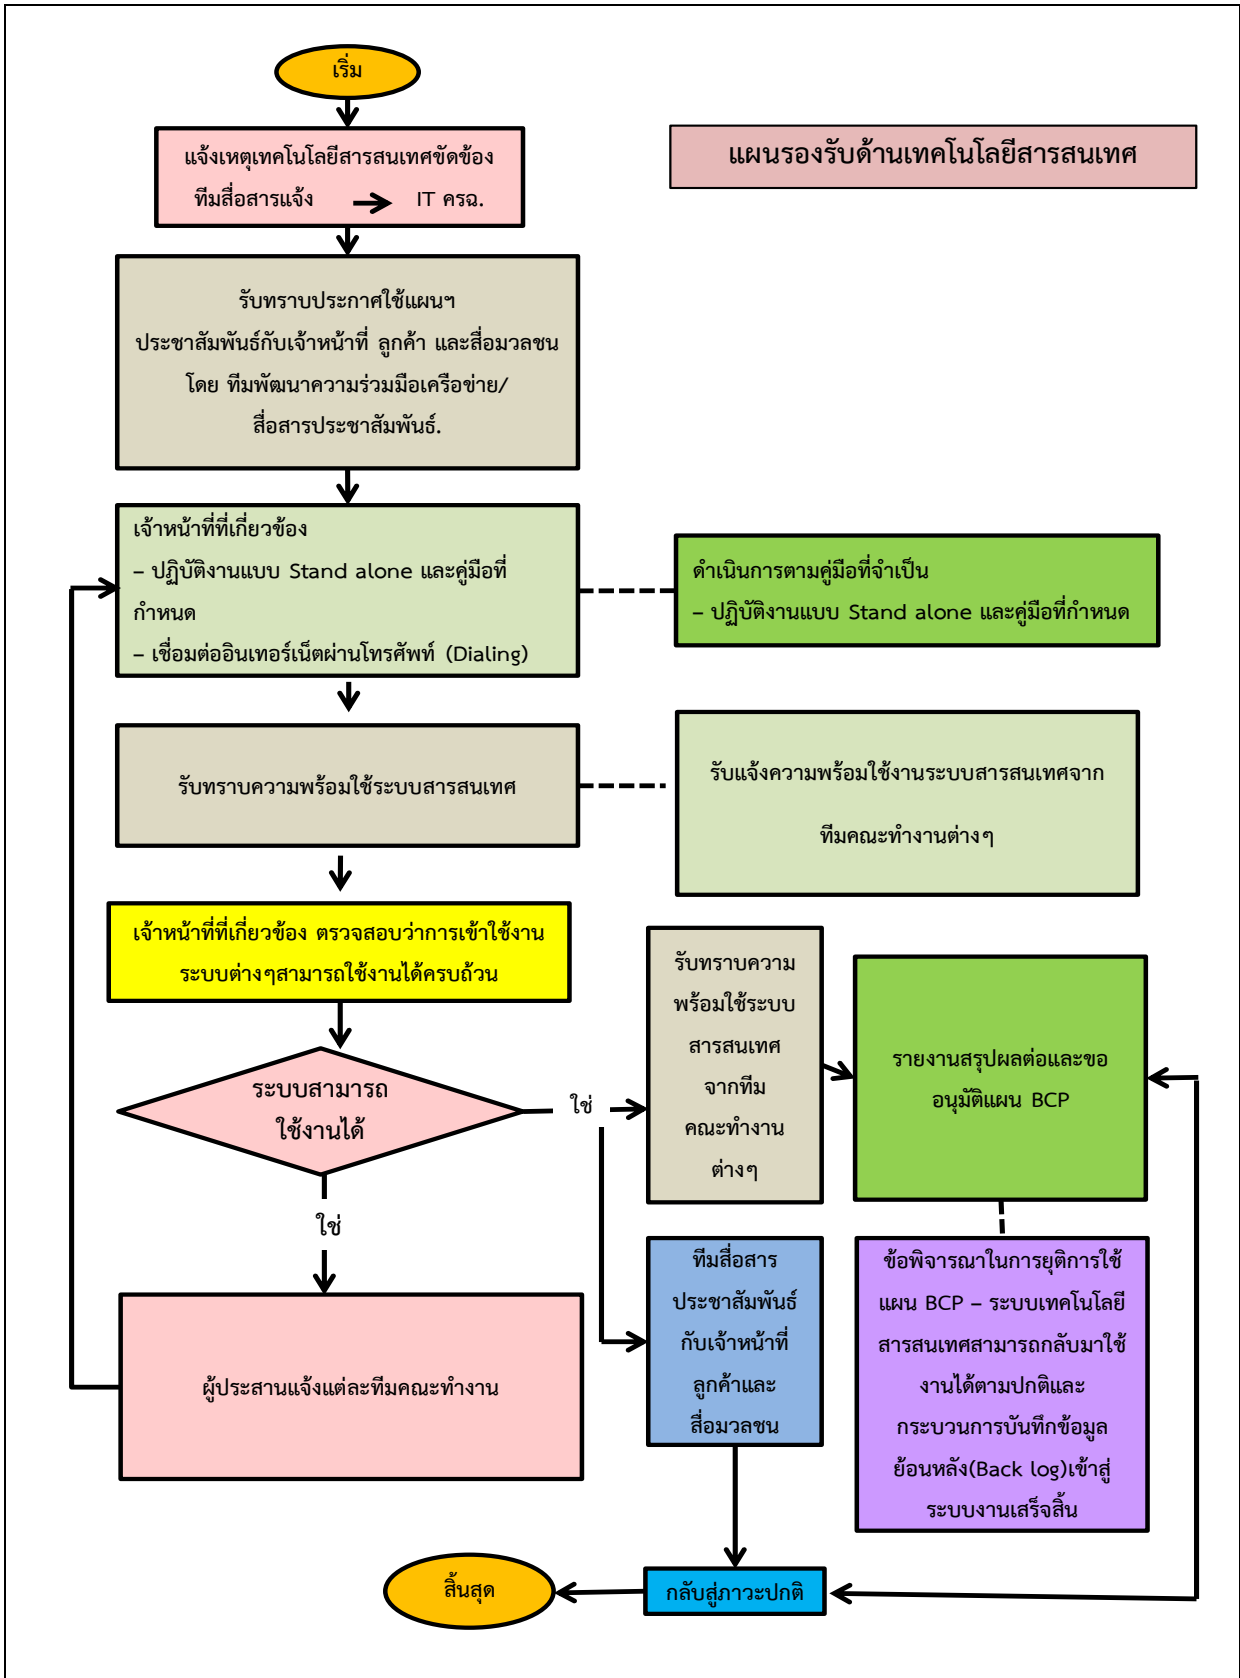 เริ่ม
แผนรองรับด้านเทคโนโลยีสารสนเทศ
แจ้งเหตุเทคโนโลยีสารสนเทศขัดข้อง
ทีมสื่อสารแจ้ง IT ครฉ.
รับทราบประกาศใช้แผนฯ
ประชาสัมพันธ์กับเจ้าหน้าที่ ลูกค้า และสื่อมวลชน
โดย ทีมพัฒนาความร่วมมือเครือข่าย/
สื่อสารประชาสัมพันธ์.
เจ้าหน้าที่ที่เกี่ยวข้อง
– ปฏิบัติงานแบบ Stand alone และคู่มือที่
กำหนด
– เชื่อมต่ออินเทอร์เน็ตผ่านโทรศัพท์ (Dialing)
ดำเนินการตามคู่มือที่จำเป็น
– ปฏิบัติงานแบบ Stand alone และคู่มือที่กำหนด
รับทราบความพร้อมใช้ระบบสารสนเทศ
รับแจ้งความพร้อมใช้งานระบบสารสนเทศจาก
ทีมคณะทำงานต่างๆ
เจ้าหน้าที่ที่เกี่ยวข้อง ตรวจสอบว่าการเข้าใช้งาน
ระบบต่างๆสามารถใช้งานได้ครบถ้วน
ระบบสามารถ
ใช้งานได้
ใช่
รับทราบความ
พร้อมใช้ระบบ
สารสนเทศ
จากทีม
คณะทำงาน
ต่างๆ
รายงานสรุปผลต่อและขอ
อนุมัติแผน BCP
ใช่
ผู้ประสานแจ้งแต่ละทีมคณะทำงาน
ทีมสื่อสาร
ประชาสัมพันธ์
กับเจ้าหน้าที่
ลูกค้าและ
สื่อมวลชน
ข้อพิจารณาในการยุติการใช้
แผน BCP – ระบบเทคโนโลยี
สารสนเทศสามารถกลับมาใช้
งานได้ตามปกติและ
กระบวนการบันทึกข้อมูล
ย้อนหลัง(Back log)เข้าสู่
ระบบงานเสร็จสิ้น
สิ้นสุด
กลับสู่ภาวะปกติ